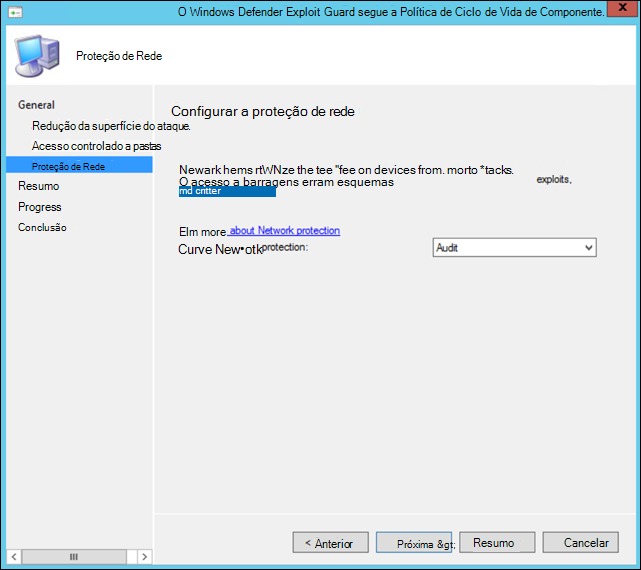 O Windows Defender Exploit Guard segue a Política de Ciclo de Vida de Componente.
Proteção de Rede
General
Redução da superfície do ataque.
Acesso controlado a pastas
Proteção de Rede
Resumo
Progress
Conclusão
Configurar a proteção de rede
Newark hems rtWNze the tee "fee on devices from. morto *tacks.
O acesso a barragens erram esquemas exploits,
md cntter
Elm more about Network protection
Curve New•otk protection: Audit
< Anterior Próxima &gt; Resumo Cancelar